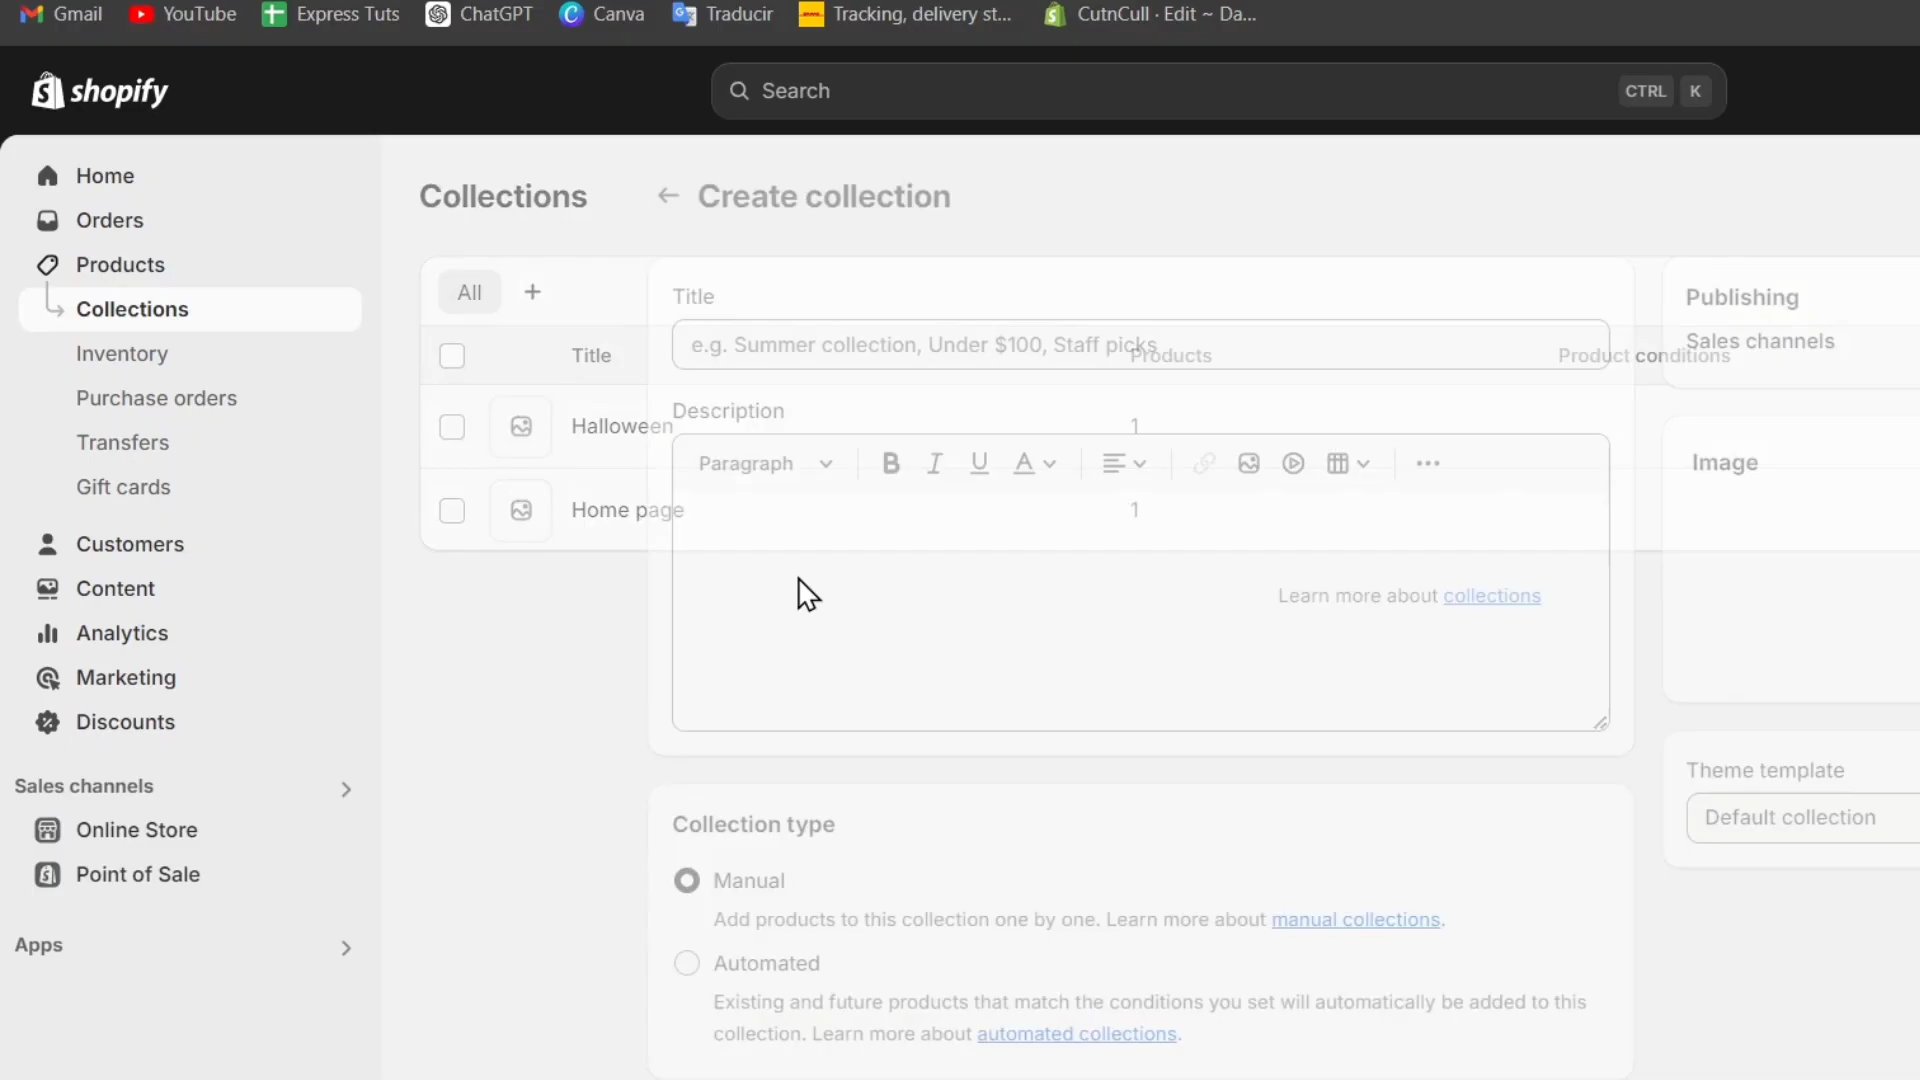 Gmail YouTube Express Tuts ChatGPT Canva Traducir Tracking, delivery st... CutnCull · Edit ~ Da...
shopify Search CTRL K
Home
Orders
Products
Collections
Inventory
Purchase orders
Transfers
Gift cards
Customers
Content
Analytics
Marketing
Discounts
Sales channels
Online Store
Point of Sale
Apps
Collections
All
Title Products Product conditions
Halloween 1
Home page 1
Learn more about collections
Create collection
Title
e.g. Summer collection, Under $100, Staff picks
Description
Paragraph B I U A
Collection type
Manual
Add products to this collection one by one. Learn more about manual collections.
Automated
Existing and future products that match the conditions you set will automatically be added to this
collection. Learn more about automated collections.
Publishing
Sales channels
Image
Theme template
Default collection